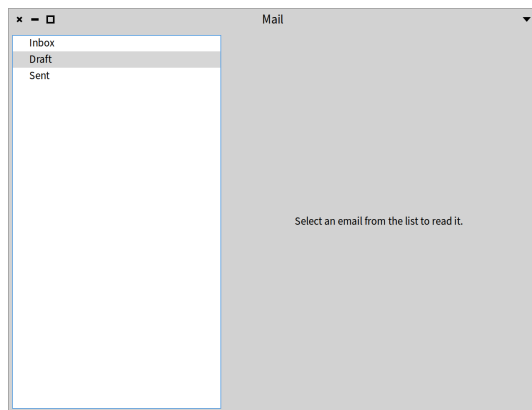 Mail
Inbox
Draft
Sent
Select an email from the list to read it.